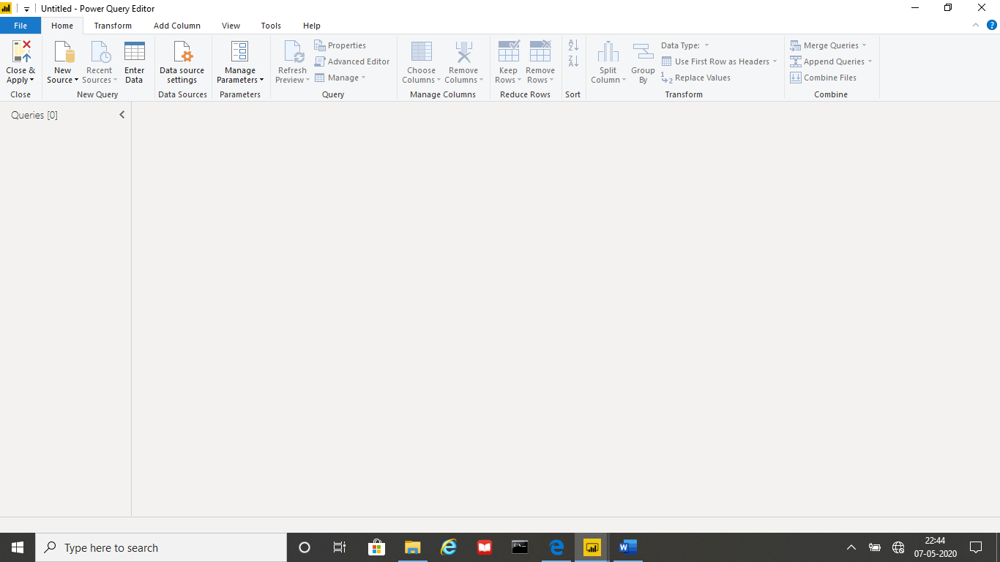 Untitled - Power Query Editor
File Home Transform Add Column View Tools Help
Close & Apply
New Source
Recent Sources
Enter Data
Data source settings
Manage Parameters
Refresh Preview
Properties
Advanced Editor
Manage
Choose Columns
Remove Columns
Keep Rows
Remove Rows
Split Column
Group By
Data Type:
Use First Row as Headers
Replace Values
Merge Queries
Append Queries
Combine Files
Close New Query Data Sources Parameters Query Manage Columns Reduce Rows Sort Transform Combine
Queries [0]
Type here to search
22:44
07-05-2020